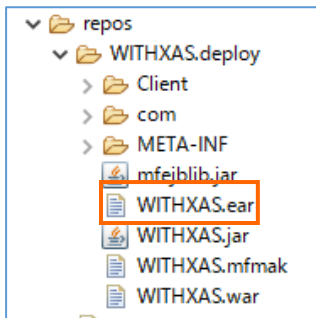 repos
WITHXAS.deploy
Client
com
META-INF
mfejblib.jar
WITHXAS.ear
WITHXAS.jar
WITHXAS.mfmak
WITHXAS.war